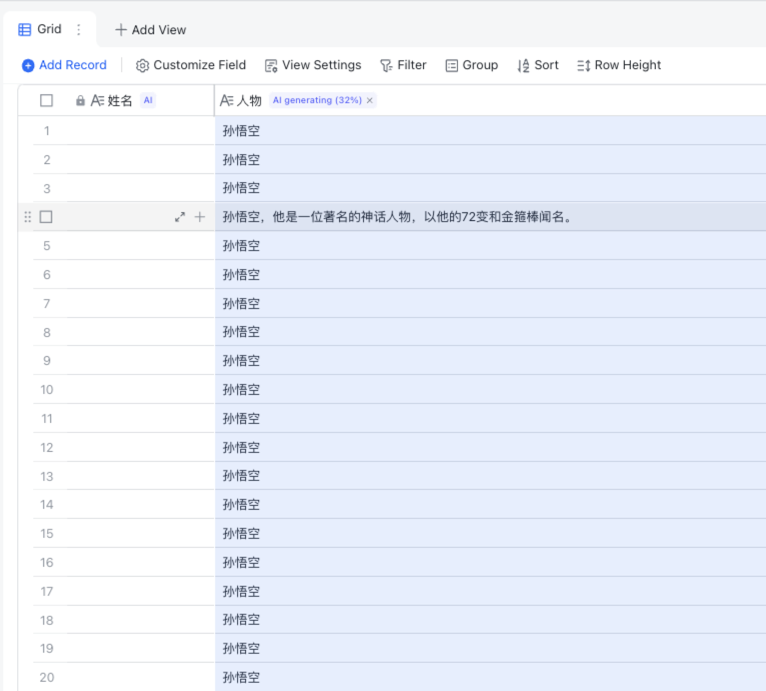 Grid
Add View
Add Record Customize Field View Settings Filter Group Sort Row Height
姓名 AI 人物 AI generating (32%) ×
1 孙悟空
2 孙悟空
3 孙悟空
孙悟空，他是一位著名的神话人物，以他的72变和金箍棒闻名。
5 孙悟空
6 孙悟空
7 孙悟空
8 孙悟空
9 孙悟空
10 孙悟空
11 孙悟空
12 孙悟空
13 孙悟空
14 孙悟空
15 孙悟空
16 孙悟空
17 孙悟空
18 孙悟空
19 孙悟空
20 孙悟空